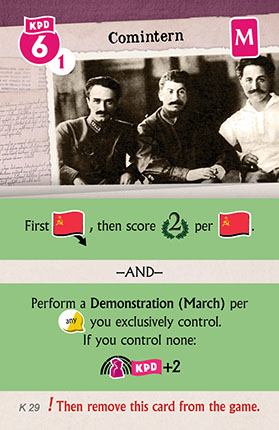 KPD
6
1
Comintern
M
First , then score 2 per .
–AND–
Perform a Demonstration (March) per
any you exclusively control.
If you control none:
KPD +2
K 29 ! Then remove this card from the game.